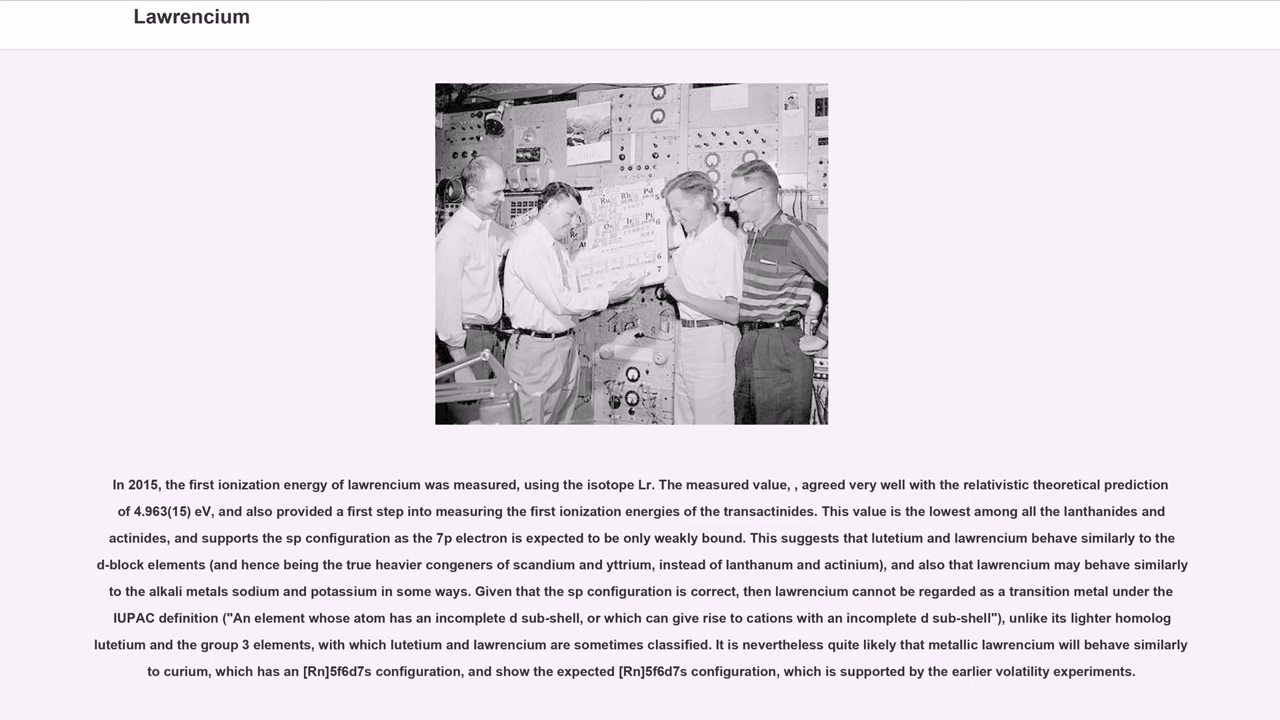 Lawrencium
Ru Rh Pd
Os Ir Pt
Re
6
6
7
In 2015, the first ionization energy of lawrencium was measured, using the isotope Lr. The measured value, , agreed very well with the relativistic theoretical prediction
of 4.963(15) eV, and also provided a first step into measuring the first ionization energies of the transactinides. This value is the lowest among all the lanthanides and
actinides, and supports the sp configuration as the 7p electron is expected to be only weakly bound. This suggests that lutetium and lawrencium behave similarly to the
d-block elements (and hence being the true heavier congeners of scandium and yttrium, instead of lanthanum and actinium), and also that lawrencium may behave similarly
to the alkali metals sodium and potassium in some ways. Given that the sp configuration is correct, then lawrencium cannot be regarded as a transition metal under the
IUPAC definition ("An element whose atom has an incomplete d sub-shell, or which can give rise to cations with an incomplete d sub-shell"), unlike its lighter homolog
lutetium and the group 3 elements, with which lutetium and lawrencium are sometimes classified. It is nevertheless quite likely that metallic lawrencium will behave similarly
to curium, which has an [Rn]5f6d7s configuration, and show the expected [Rn]5f6d7s configuration, which is supported by the earlier volatility experiments.